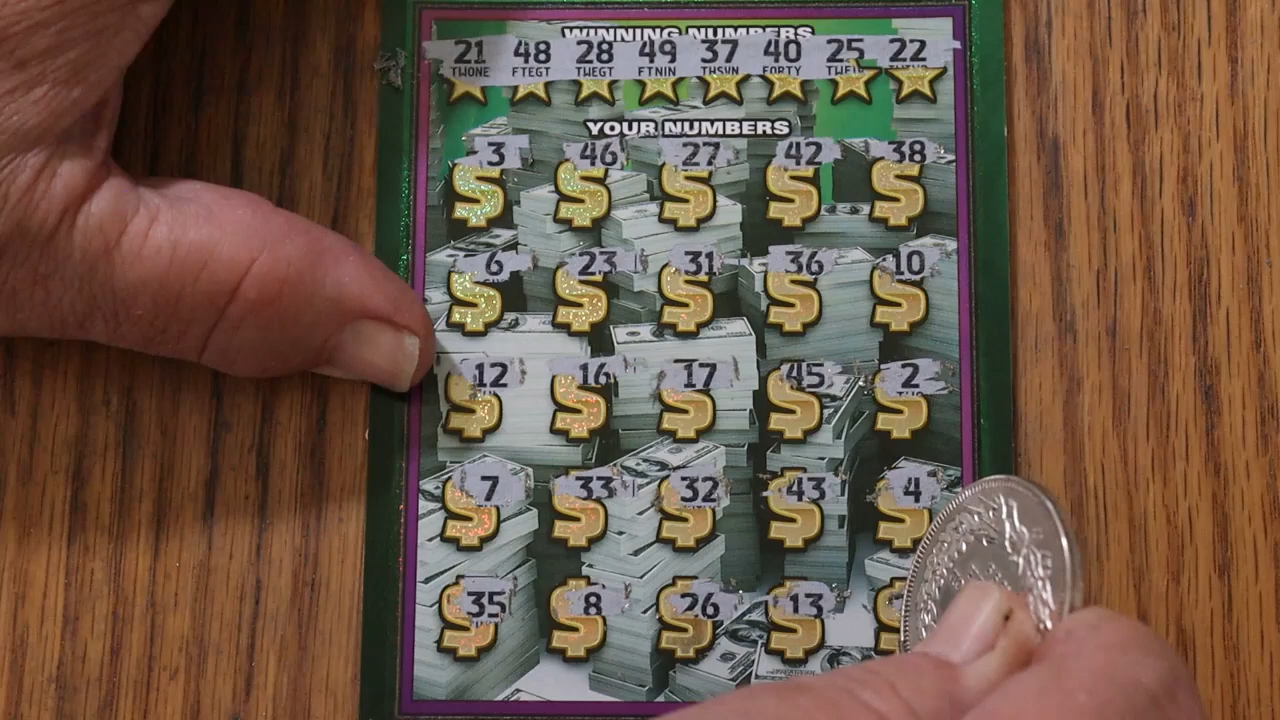 WINNING NUMBERS
21 48 28 49 37 40 25 22
TWONE FTEGT TWEGT FTNIN THSVN FORTY
YOUR NUMBERS
3 46 27 42 38
6 23 31 36 10
12 16 17 45 2
7 33 32 43 4
35 8 26 13